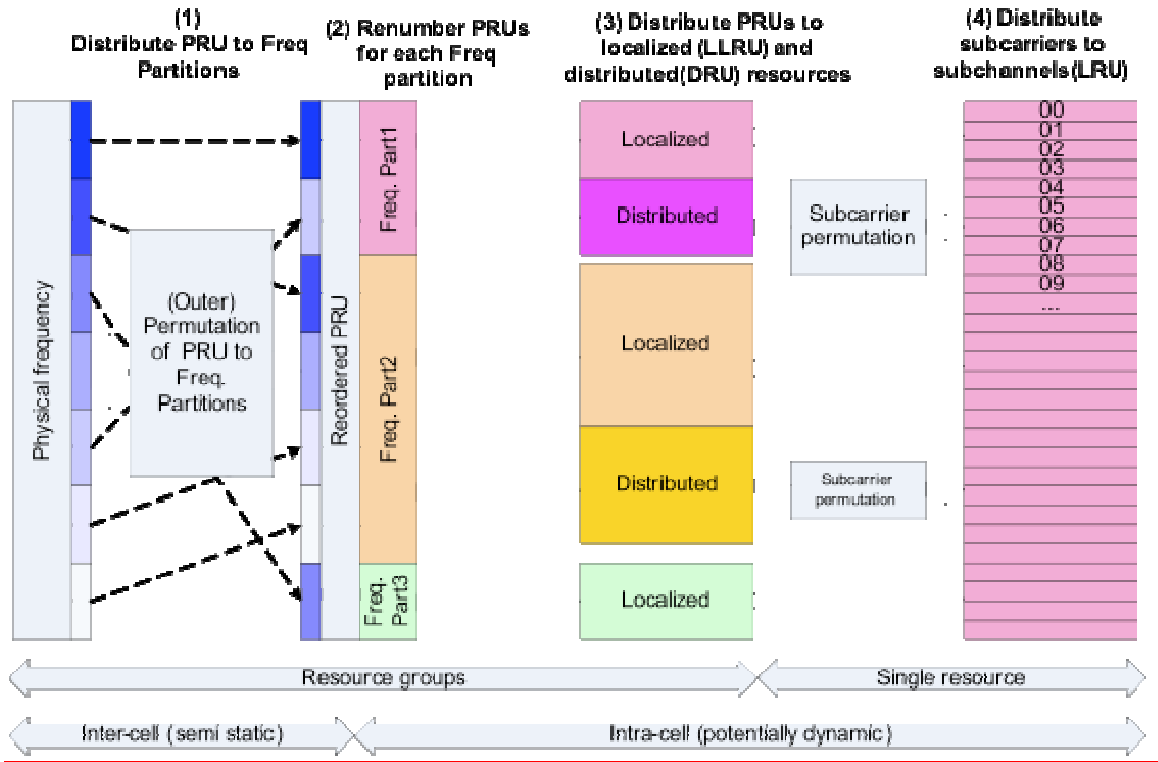 (1)
Distribute PRU to Freq
Partitions
(2) Renumber PRUs
for each Freq
partition
(3) Distribute PRUs to
localized (LLRU) and
distributed(DRU) resources
(4) Distribute
subcarriers to
subchannels(LRU)
Physical frequency
(Outer)
Permutation
of PRU to
Freq.
Partitions
Reordered PRU
Freq. Part1
Freq. Part2
Freq.
Part3
Localized
Distributed
Localized
Distributed
Localized
Subcarrier
permutation
Subcarrier
permutation
00
01
02
03
04
05
06
07
08
09
...
Resource groups
Single resource
Inter-cell (semi static)
Intra-cell (potentially dynamic)